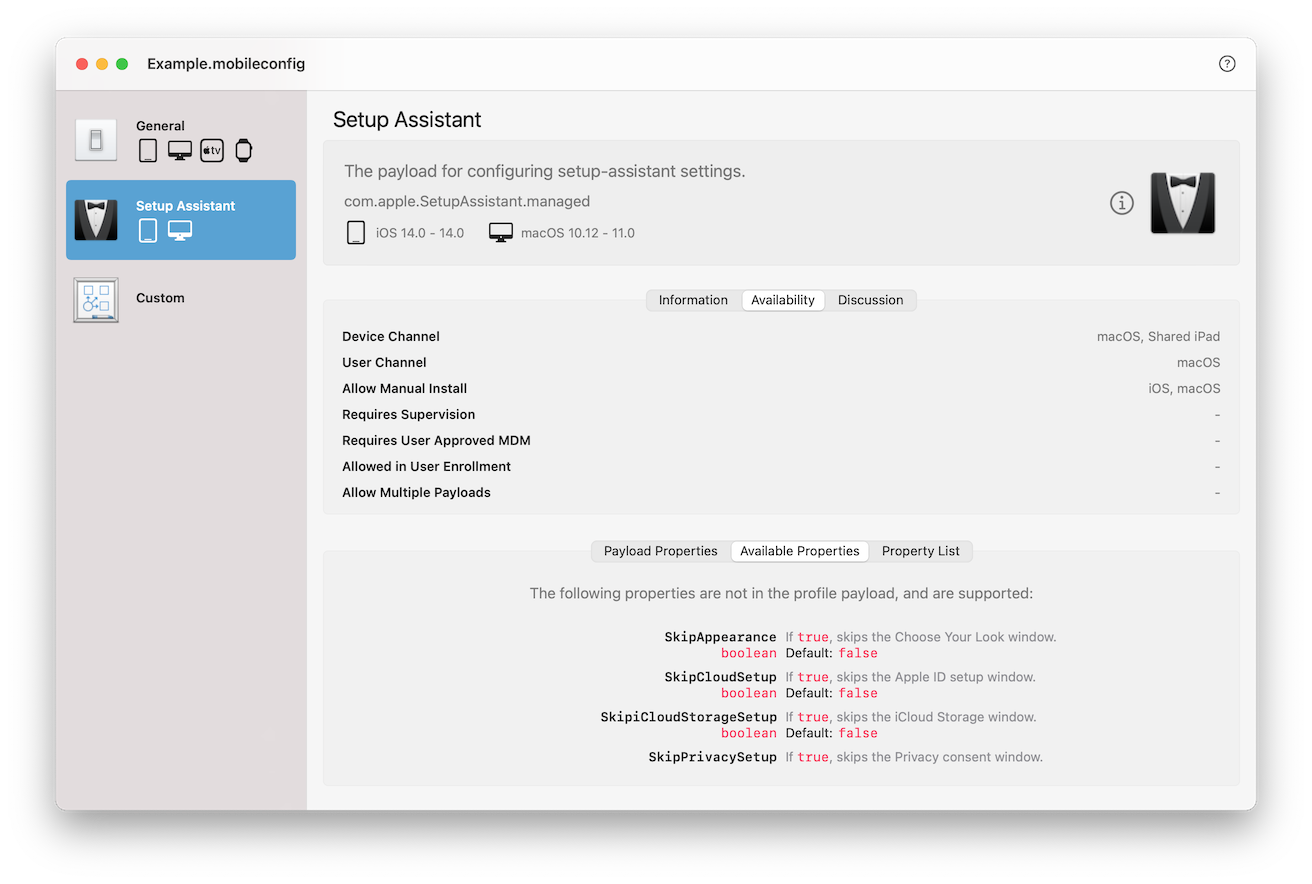 Example.mobileconfig
?
General
tv
Setup Assistant
Custom
Setup Assistant
The payload for configuring setup-assistant settings.
com.apple.SetupAssistant.managed
iOS 14.0 - 14.0 macOS 10.12 - 11.0
Information Availability Discussion
Device Channel macOS, Shared iPad
User Channel macOS
Allow Manual Install iOS, macOS
Requires Supervision -
Requires User Approved MDM -
Allowed in User Enrollment -
Allow Multiple Payloads -
Payload Properties Available Properties Property List
The following properties are not in the profile payload, and are supported:
SkipAppearance If true, skips the Choose Your Look window.
boolean Default: false
SkipCloudSetup If true, skips the Apple ID setup window.
boolean Default: false
SkipiCloudStorageSetup If true, skips the iCloud Storage window.
boolean Default: false
SkipPrivacySetup If true, skips the Privacy consent window.